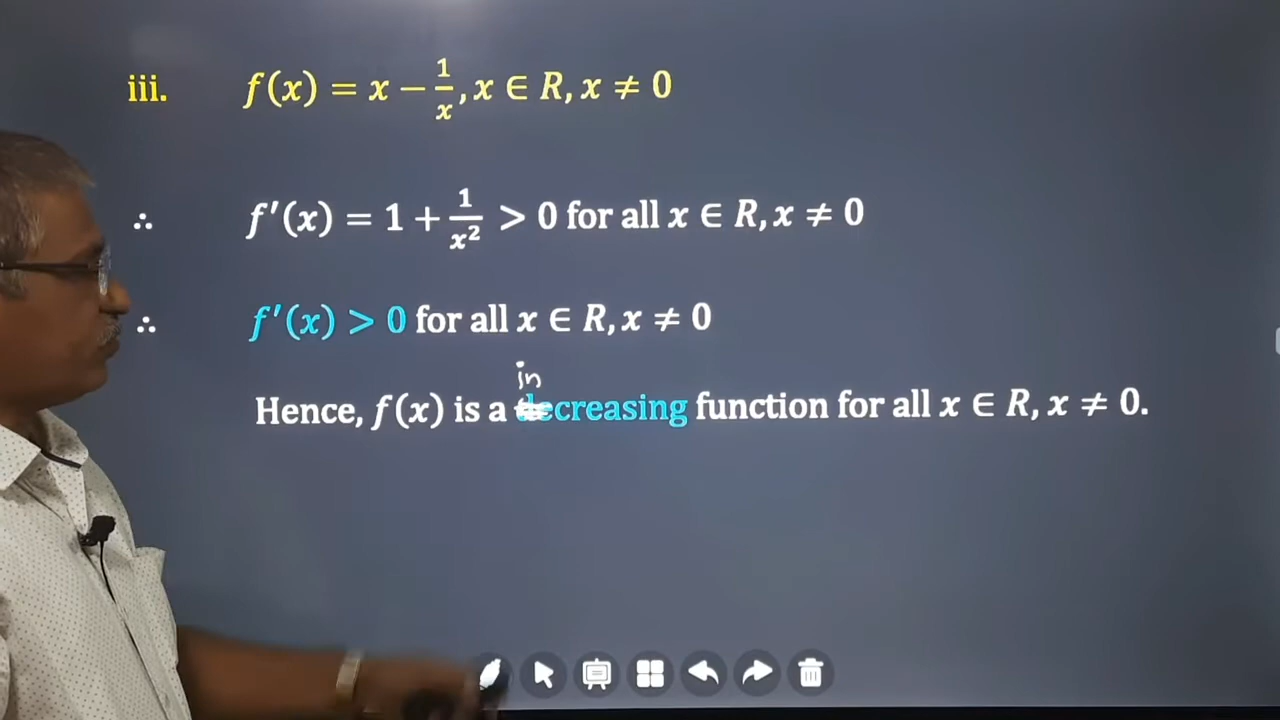 iii. f(x) = x − 1/x, x ∈ R, x ≠ 0
∴ f′(x) = 1 + 1/x² > 0 for all x ∈ R, x ≠ 0
∴ f′(x) > 0 for all x ∈ R, x ≠ 0
in
Hence, f(x) is a decreasing function for all x ∈ R, x ≠ 0.